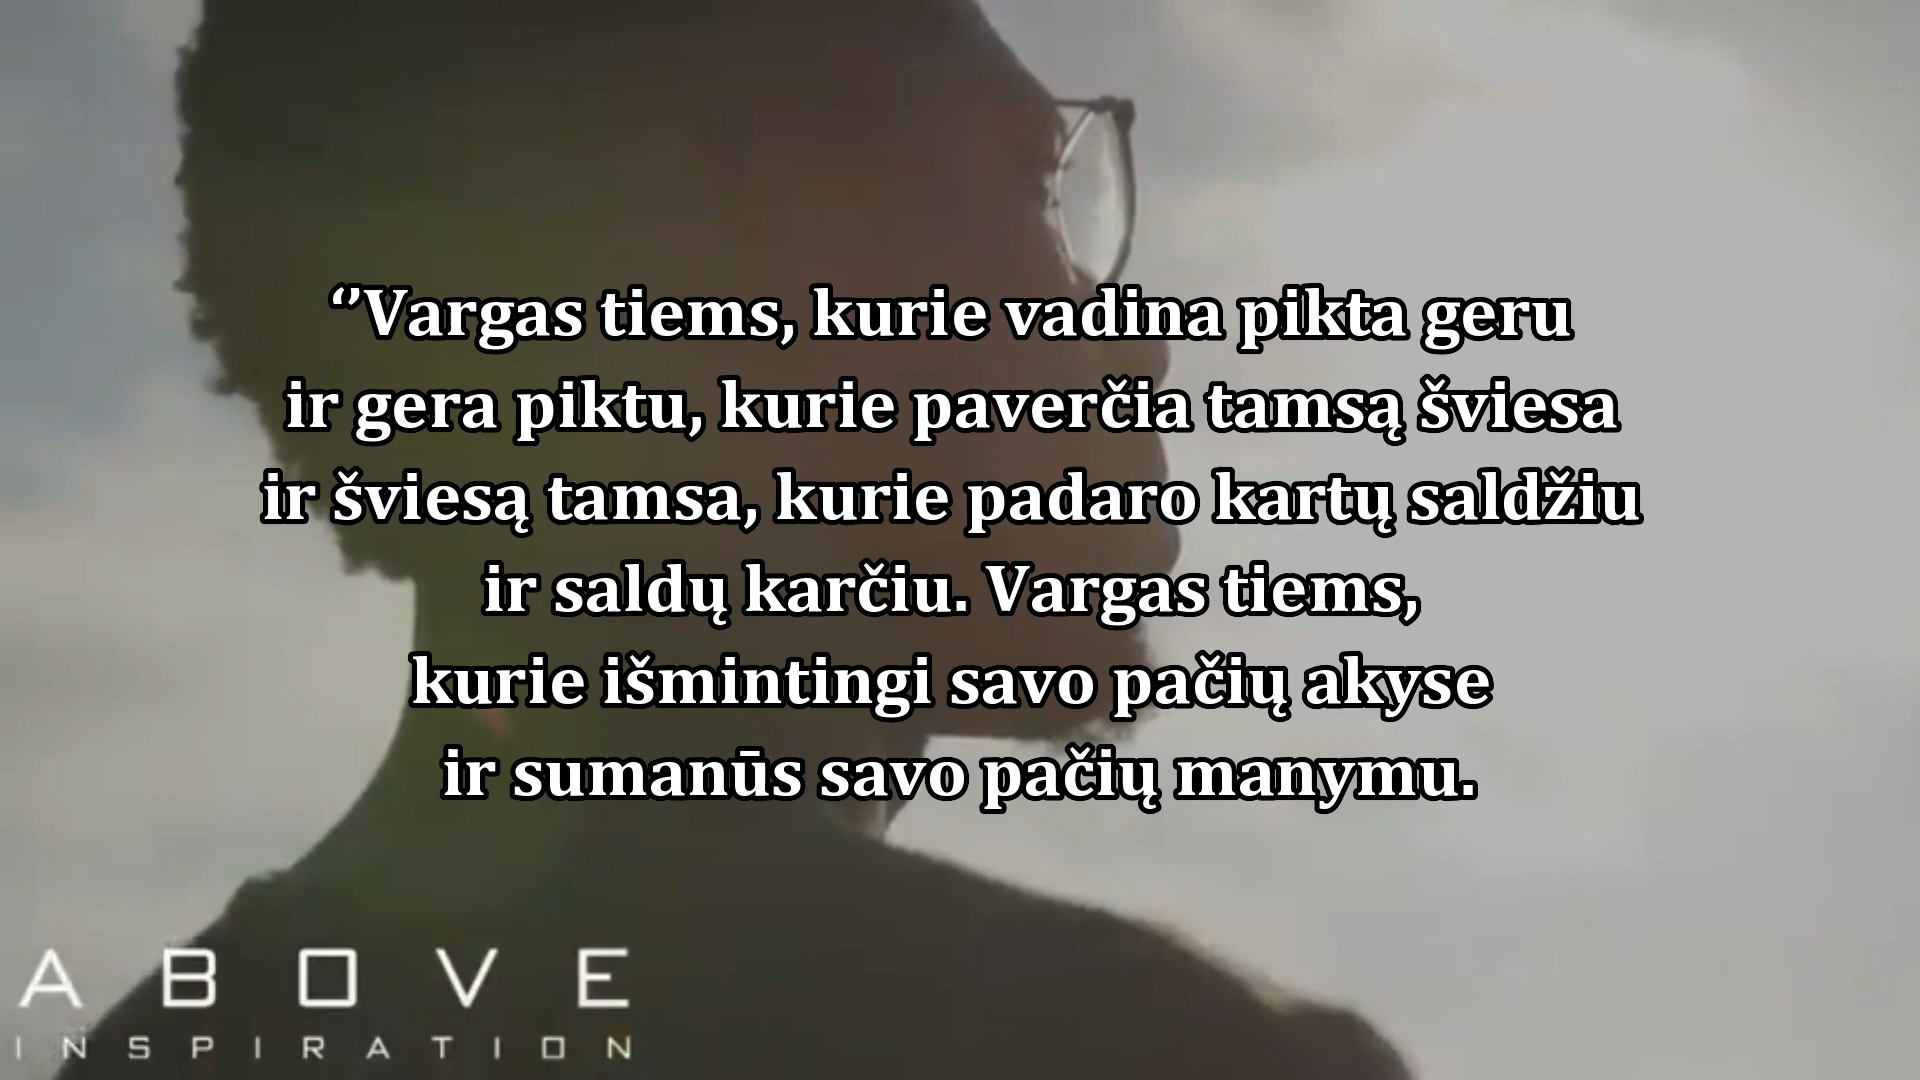 ‘’Vargas tiems, kurie vadina pikta geru
ir gera piktu, kurie paverčia tamsą šviesa
ir šviesą tamsa, kurie padaro kartų saldžiu
ir saldų karčiu. Vargas tiems,
kurie išmintingi savo pačių akyse
ir sumanūs savo pačių manymu.
ABOVE
INSPIRATION